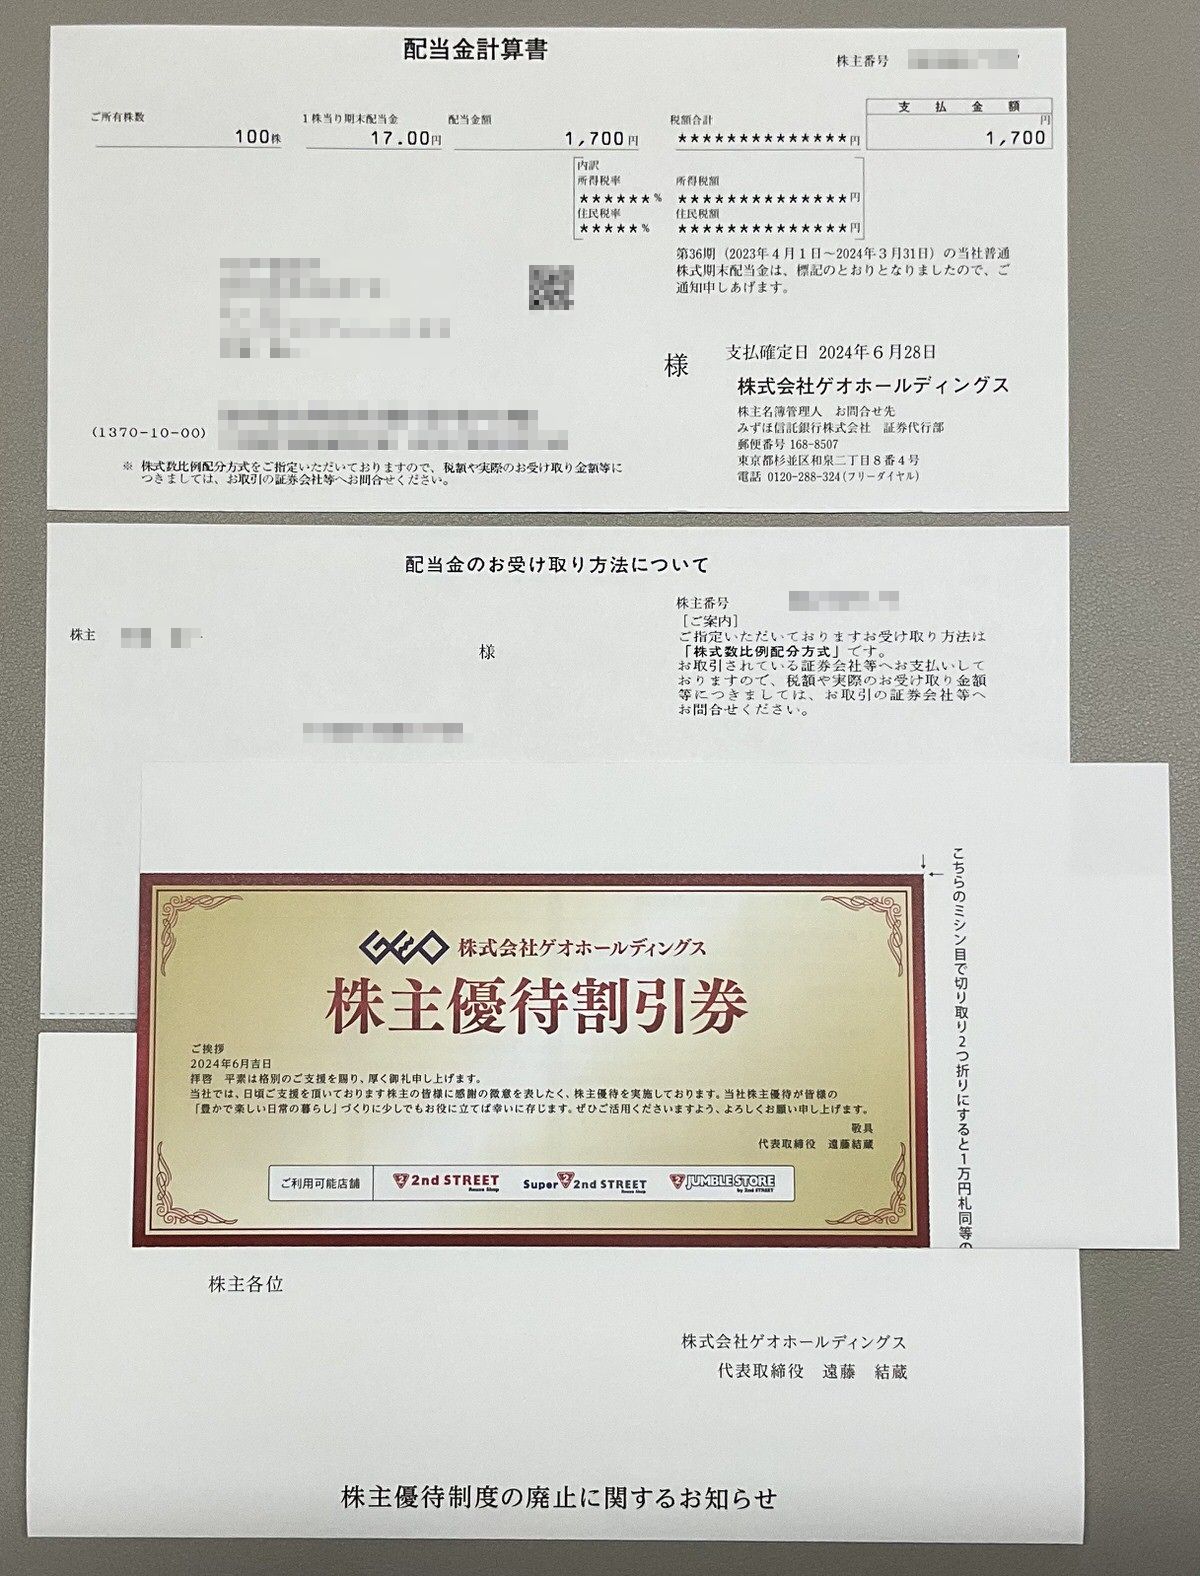 配当金計算書
株主番号
ご所有株数
100株
1株当り期末配当金
17.00円
配当金額
1,700円
税額合計
**************円
支払金額
円
1,700
内訳
所得税率
******%
所得税額
**************円
住民税率
*****%
住民税額
**************円
第36期（2023年4月1日～2024年3月31日）の当社普通
株式期末配当金は、標記のとおりとなりましたので、ご
通知申しあげます。
様
支払確定日 2024年6月28日
株式会社ゲオホールディングス
株主名簿管理人 お問合せ先
みずほ信託銀行株式会社 証券代行部
郵便番号 168-8507
東京都杉並区和泉二丁目8番4号
電話 0120-288-324(フリーダイヤル)
(1370-10-00)
※ 株式数比例配分方式をご指定いただいておりますので、税額や実際のお受け取り金額等に
つきましては、お取引の証券会社等へお問合せください。
配当金のお受け取り方法について
株主
様
株主番号
［ご案内］
ご指定いただいておりますお受け取り方法は
「株式数比例配分方式」です。
お取引されている証券会社等へお支払いして
おりますので、税額や実際のお受け取り金額
等につきましては、お取引の証券会社等へ
お問合せください。
↓
←
こちらのミシン目で切り取り2つ折りにすると1万円札同等の
GEO 株式会社ゲオホールディングス
株主優待割引券
ご挨拶
2024年6月吉日
拝啓 平素は格別のご支援を賜り、厚く御礼申し上げます。
当社では、日頃ご支援を頂いております株主の皆様に感謝の微意を表したく、株主優待を実施しております。当社株主優待が皆様の
「豊かで楽しい日常の暮らし」づくりに少しでもお役に立てば幸いに存じます。ぜひご活用くださいますよう、よろしくお願い申し上げます。
敬具
代表取締役 遠藤結蔵
ご利用可能店舗
2nd STREET
Reuse Shop
Super 2nd STREET
Reuse Shop
JUMBLE STORE
by 2nd STREET
株主各位
株式会社ゲオホールディングス
代表取締役 遠藤 結蔵
株主優待制度の廃止に関するお知らせ